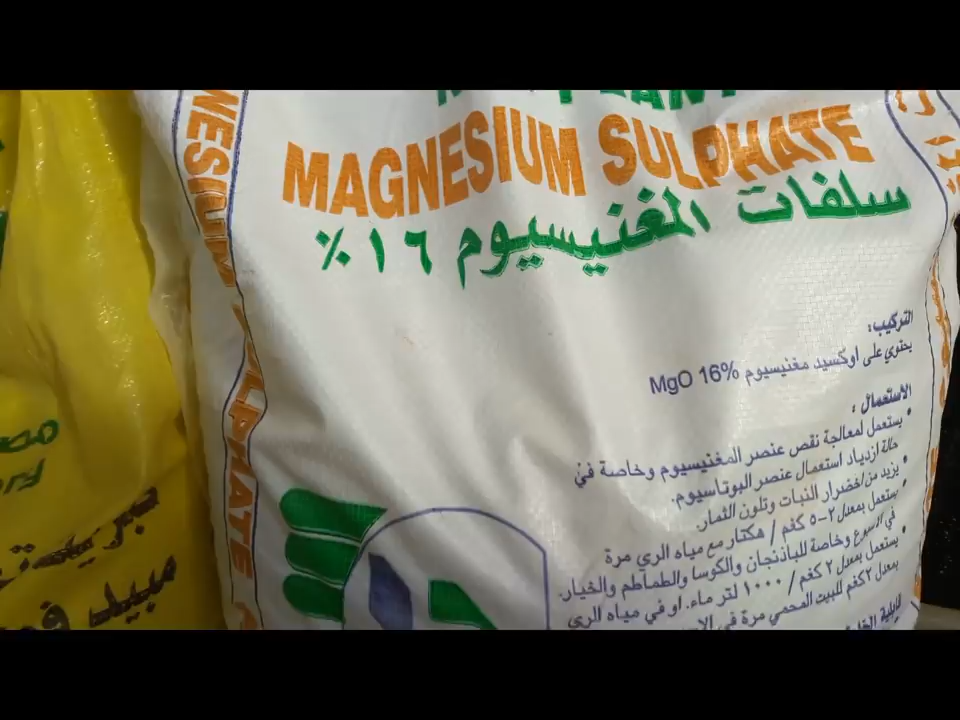 MAGNESIUM SULPHATE
سلفات المغنيسيوم ١٦٪
التركيب:
يحتوي على اوكسيد مغنيسيوم MgO 16%
الاستعمال :
• يستعمل لمعالجة نقص عنصر المغنيسيوم وخاصة في
حالة ازدياد استعمال عنصر البوتاسيوم.
• يزيد من اخضرار النبات وتلون الثمار.
• يستعمل بمعدل ٢-٥ كغم / هكتار مع مياه الري مرة
في الاسبوع وخاصة للباذنجان والكوسا والطماطم والخيار.
• يستعمل بمعدل ٢ كغم / ١٠٠٠ لتر ماء. او في مياه الري
بمعدل ٢كغم للبيت المحمي مرة في
مبيد